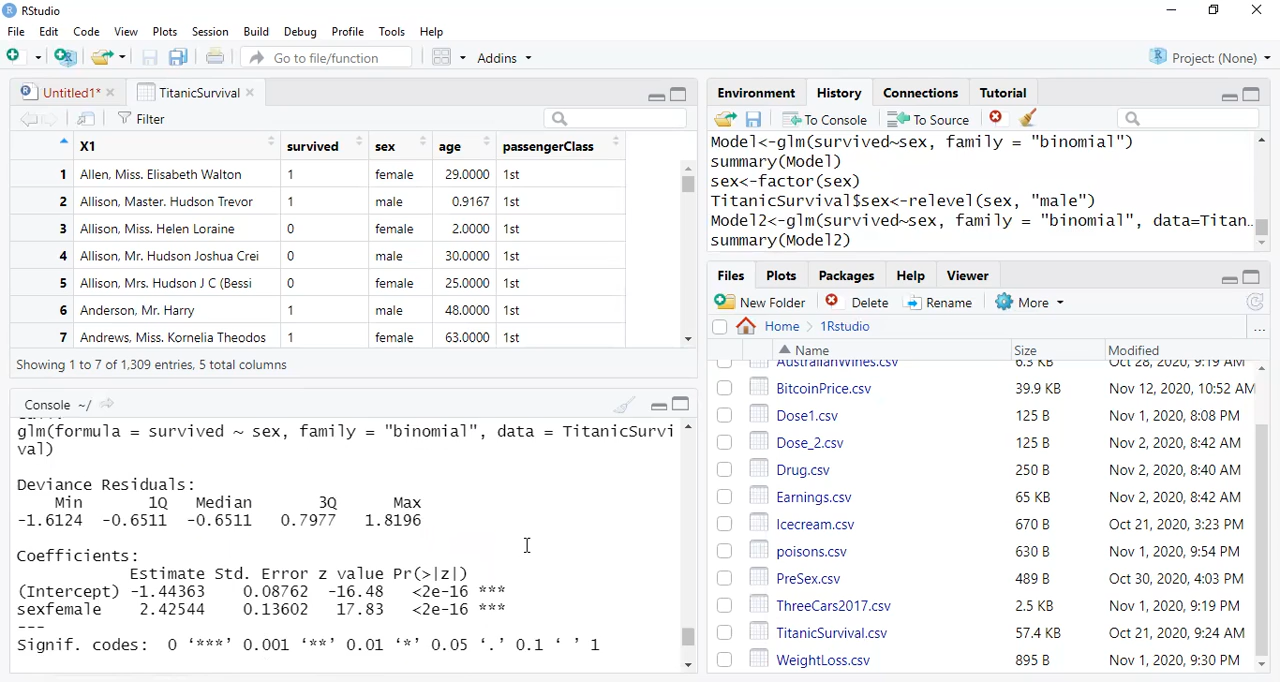 RStudio
File Edit Code View Plots Session Build Debug Profile Tools Help
Go to file/function Addins Project: (None)
Untitled1* TitanicSurvival
Filter
X1 survived sex age passengerClass
1 Allen, Miss. Elisabeth Walton 1 female 29.0000 1st
2 Allison, Master. Hudson Trevor 1 male 0.9167 1st
3 Allison, Miss. Helen Loraine 0 female 2.0000 1st
4 Allison, Mr. Hudson Joshua Crei 0 male 30.0000 1st
5 Allison, Mrs. Hudson J C (Bessi 0 female 25.0000 1st
6 Anderson, Mr. Harry 1 male 48.0000 1st
7 Andrews, Miss. Kornelia Theodos 1 female 63.0000 1st
Showing 1 to 7 of 1,309 entries, 5 total columns
Console ~/
glm(formula = survived ~ sex, family = "binomial", data = TitanicSurvi
val)
Deviance Residuals:
Min 1Q Median 3Q Max
-1.6124 -0.6511 -0.6511 0.7977 1.8196
Coefficients:
Estimate Std. Error z value Pr(>|z|)
(Intercept) -1.44363 0.08762 -16.48 <2e-16 ***
sexfemale 2.42544 0.13602 17.83 <2e-16 ***
---
Signif. codes: 0 ‘***’ 0.001 ‘**’ 0.01 ‘*’ 0.05 ‘.’ 0.1 ‘ ’ 1
Environment History Connections Tutorial
To Console To Source
Model<-glm(survived~sex, family = "binomial")
summary(Model)
sex<-factor(sex)
TitanicSurvival$sex<-relevel(sex, "male")
Model2<-glm(survived~sex, family = "binomial", data=Titan...
summary(Model2)
Files Plots Packages Help Viewer
New Folder Delete Rename More
Home 1Rstudio ...
Name Size Modified
AustralianWines.csv 6.3 KB Oct 28, 2020, 9:19 AM
BitcoinPrice.csv 39.9 KB Nov 12, 2020, 10:52 AM
Dose1.csv 125 B Nov 1, 2020, 8:08 PM
Dose_2.csv 125 B Nov 2, 2020, 8:42 AM
Drug.csv 250 B Nov 2, 2020, 8:40 AM
Earnings.csv 65 KB Nov 2, 2020, 8:42 AM
Icecream.csv 670 B Oct 21, 2020, 3:23 PM
poisons.csv 630 B Nov 1, 2020, 9:54 PM
PreSex.csv 489 B Oct 30, 2020, 4:03 PM
ThreeCars2017.csv 2.5 KB Nov 1, 2020, 9:19 PM
TitanicSurvival.csv 57.4 KB Oct 21, 2020, 9:24 AM
WeightLoss.csv 895 B Nov 1, 2020, 9:30 PM